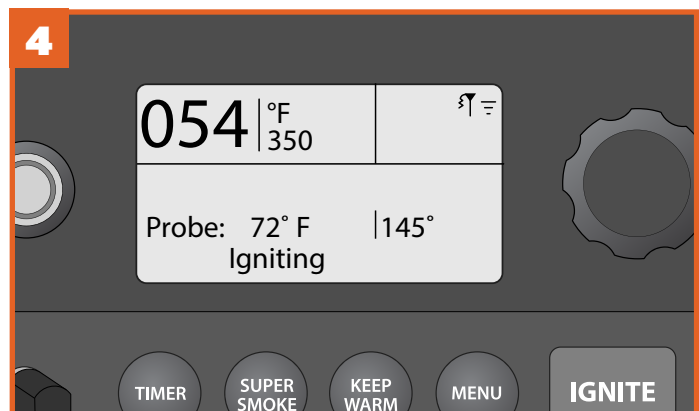 4
054 °F
350
Probe: 72° F 145°
Igniting
TIMER
SUPER
SMOKE
KEEP
WARM
MENU
IGNITE